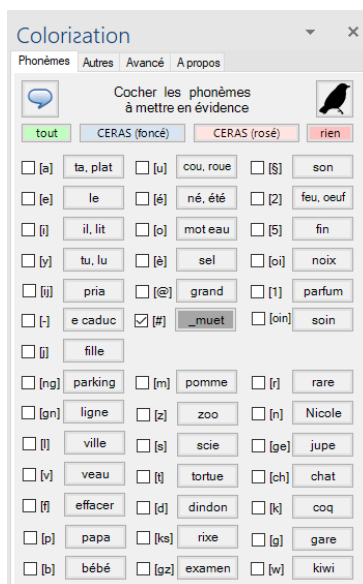 Colorization
Phonèmes Autres Avancé A propos
Cocher les phonèmes
à mettre en évidence
tout CERAS (foncé) CERAS (rosé) rien
[a] ta, plat [u] cou, roue [§] son
[e] le [é] né, été [2] feu, oeuf
[i] il, lit [o] mot eau [5] fin
[y] tu, lu [è] sel [oi] noix
[ij] pria [@] grand [1] parfum
[-] e caduc [#] _muet [oin] soin
[j] fille
[ng] parking [m] pomme [r] rare
[gn] ligne [z] zoo [n] Nicole
[l] ville [s] scie [ge] jupe
[v] veau [t] tortue [ch] chat
[f] effacer [d] dindon [k] coq
[p] papa [ks] rixe [g] gare
[b] bébé [gz] examen [w] kiwi